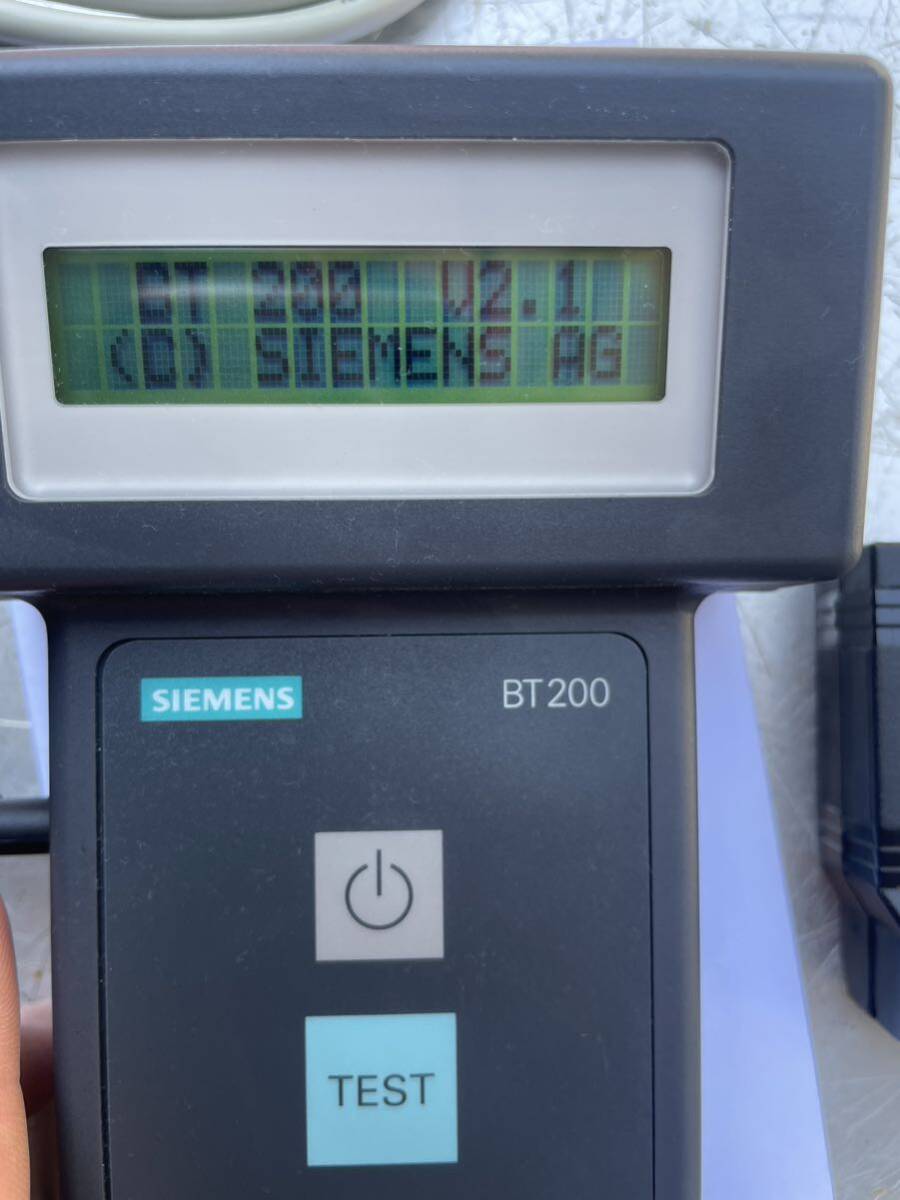 BT 200 V2.1
(C) SIEMENS AG
SIEMENS
BT200
TEST